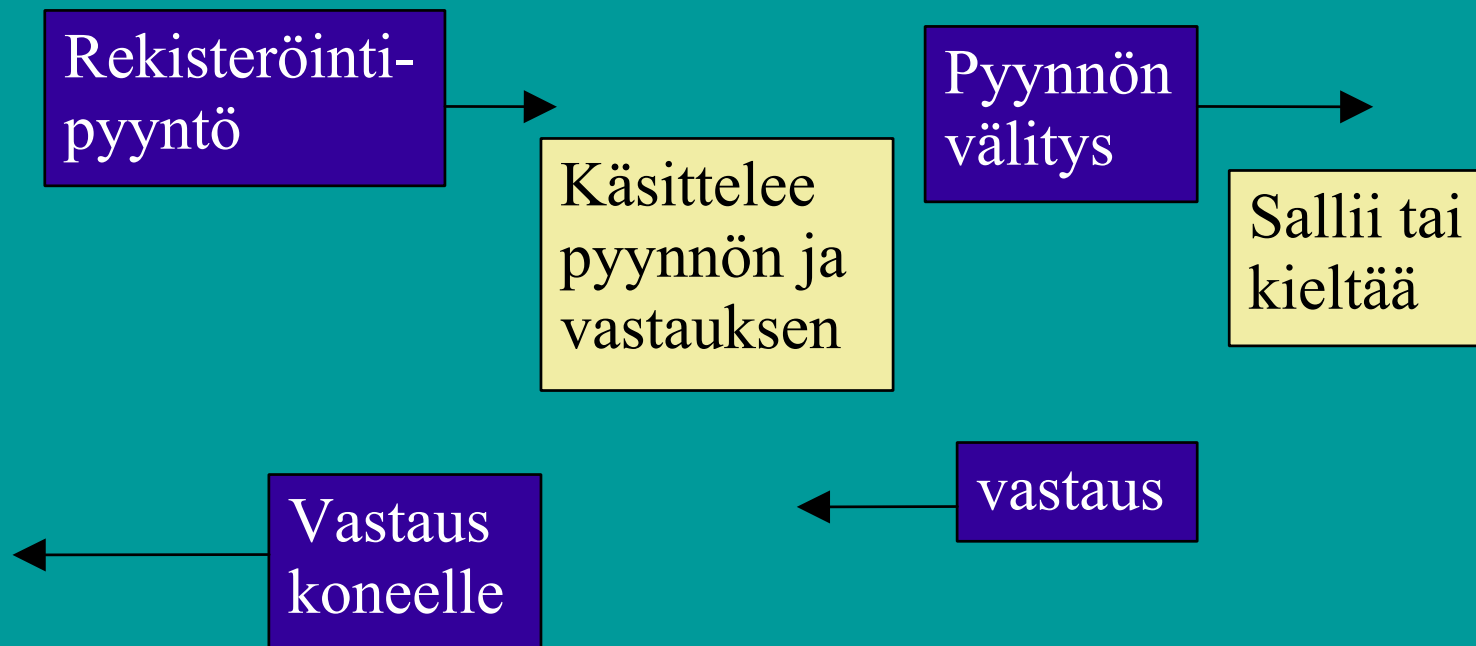 Rekisteröinti-
pyyntö
Käsittelee
pyynnön ja
vastauksen
Pyynnön
välitys
Sallii tai
kieltää
vastaus
Vastaus
koneelle